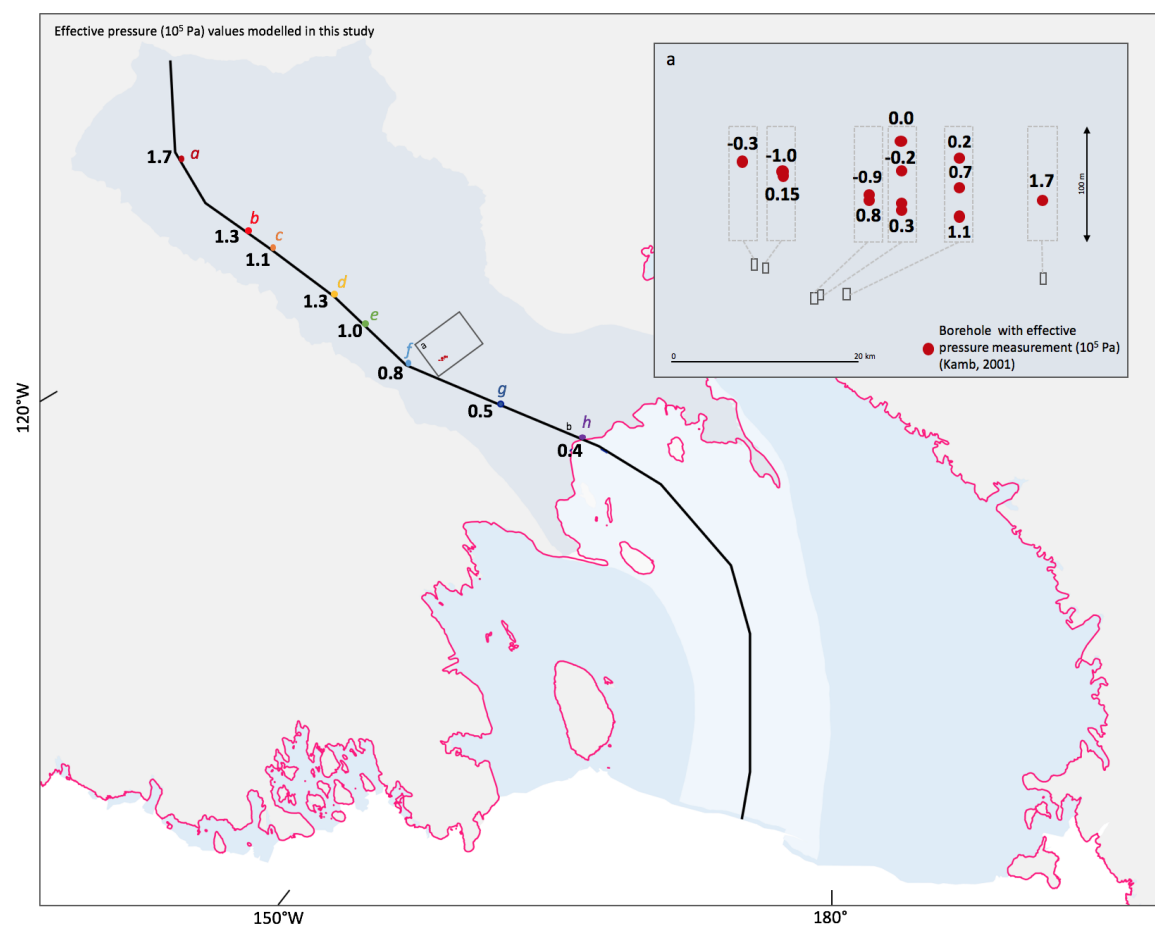 Effective pressure (10⁵ Pa) values modelled in this study
a
0.0
-0.3
-1.0
-0.2
0.2
-0.9
0.7
1.7
0.15
0.8
0.3
1.1
100 m
Borehole with effective
pressure measurement (10⁵ Pa)
(Kamb, 2001)
0
20 km
1.7
a
b
1.3
c
1.1
d
1.3
e
1.0
a
f
0.8
g
0.5
b
h
0.4
120°W
150°W
180°